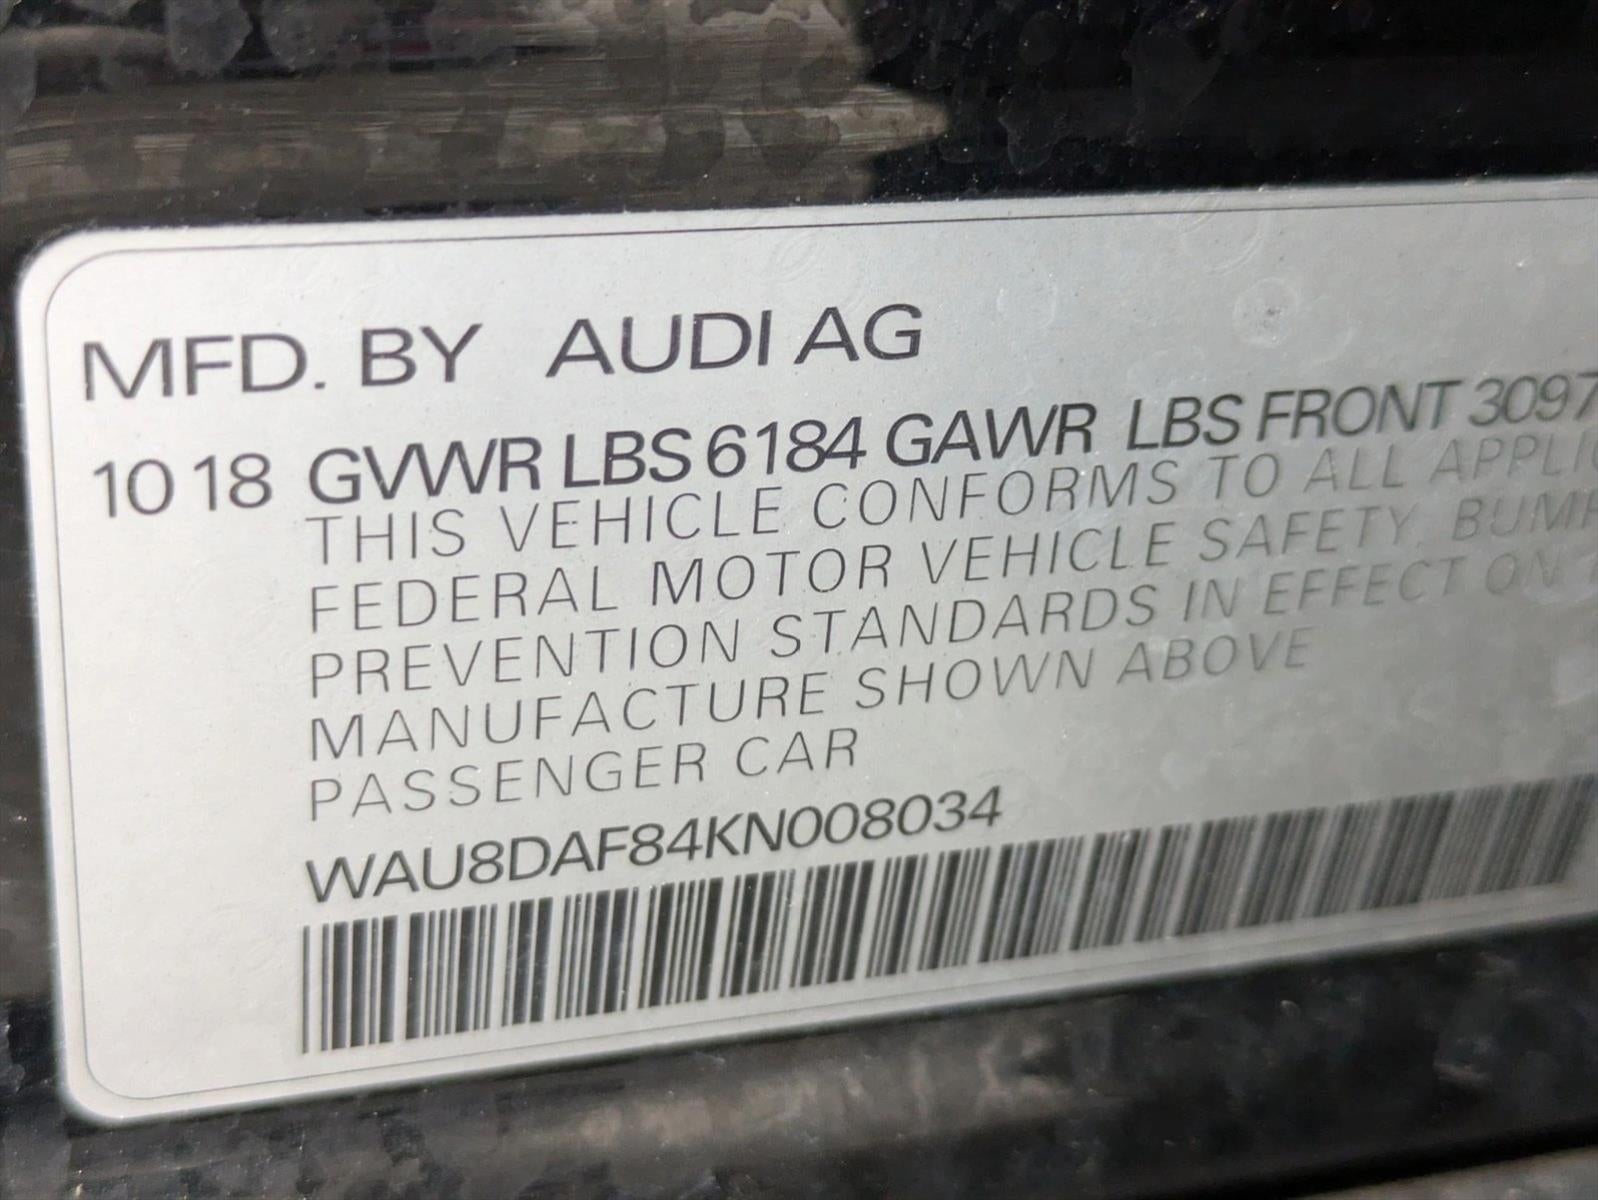 MFD. BY AUDI AG
10 18 GVWR LBS 6184 GAWR LBS FRONT 3097
THIS VEHICLE CONFORMS TO ALL
FEDERAL MOTOR VEHICLE SAFETY,
PREVENTION STANDARDS IN EFFECT ON
MANUFACTURE SHOWN ABOVE
PASSENGER CAR
WAU8DAF84KN008034